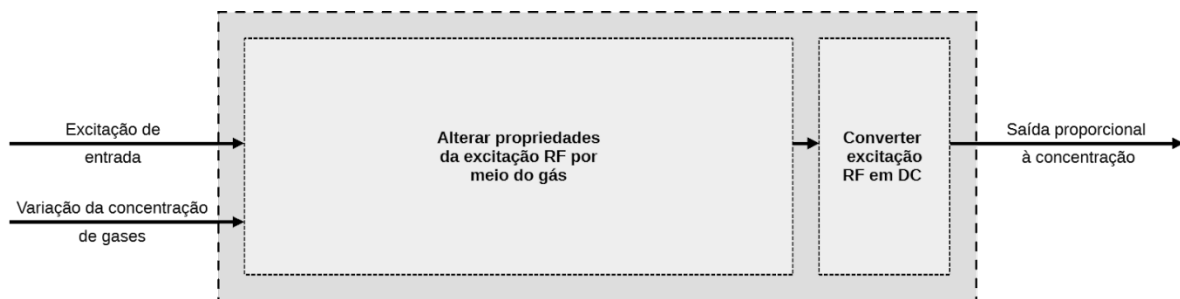 Excitação de
entrada
Variação da concentração
de gases
Alterar propriedades
da excitação RF por
meio do gás
Converter
excitação
RF em DC
Saída proporcional
à concentração